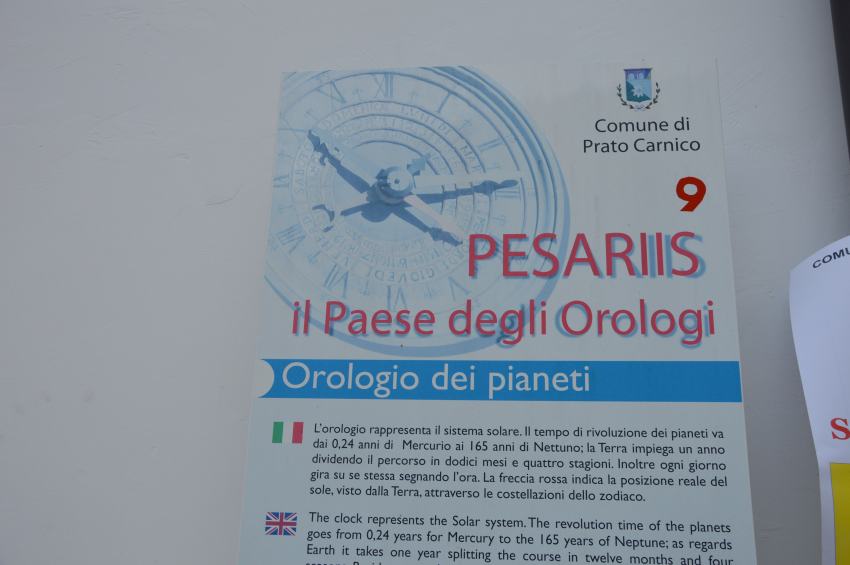 Comune di
Prato Carnico
9
PESARIIS
il Paese degli Orologi
Orologio dei pianeti
L'orologio rappresenta il sistema solare. Il tempo di rivoluzione dei pianeti va
dai 0,24 anni di Mercurio ai 165 anni di Nettuno; la Terra impiega un anno
dividendo il percorso in dodici mesi e quattro stagioni. Inoltre ogni giorno
gira su se stessa segnando l'ora. La freccia rossa indica la posizione reale del
sole, visto dalla Terra, attraverso le costellazioni dello zodiaco.
The clock represents the Solar system. The revolution time of the planets
goes from 0,24 years for Mercury to the 165 years of Neptune; as regards
Earth it takes one year splitting the course in twelve months and four
COMU
S